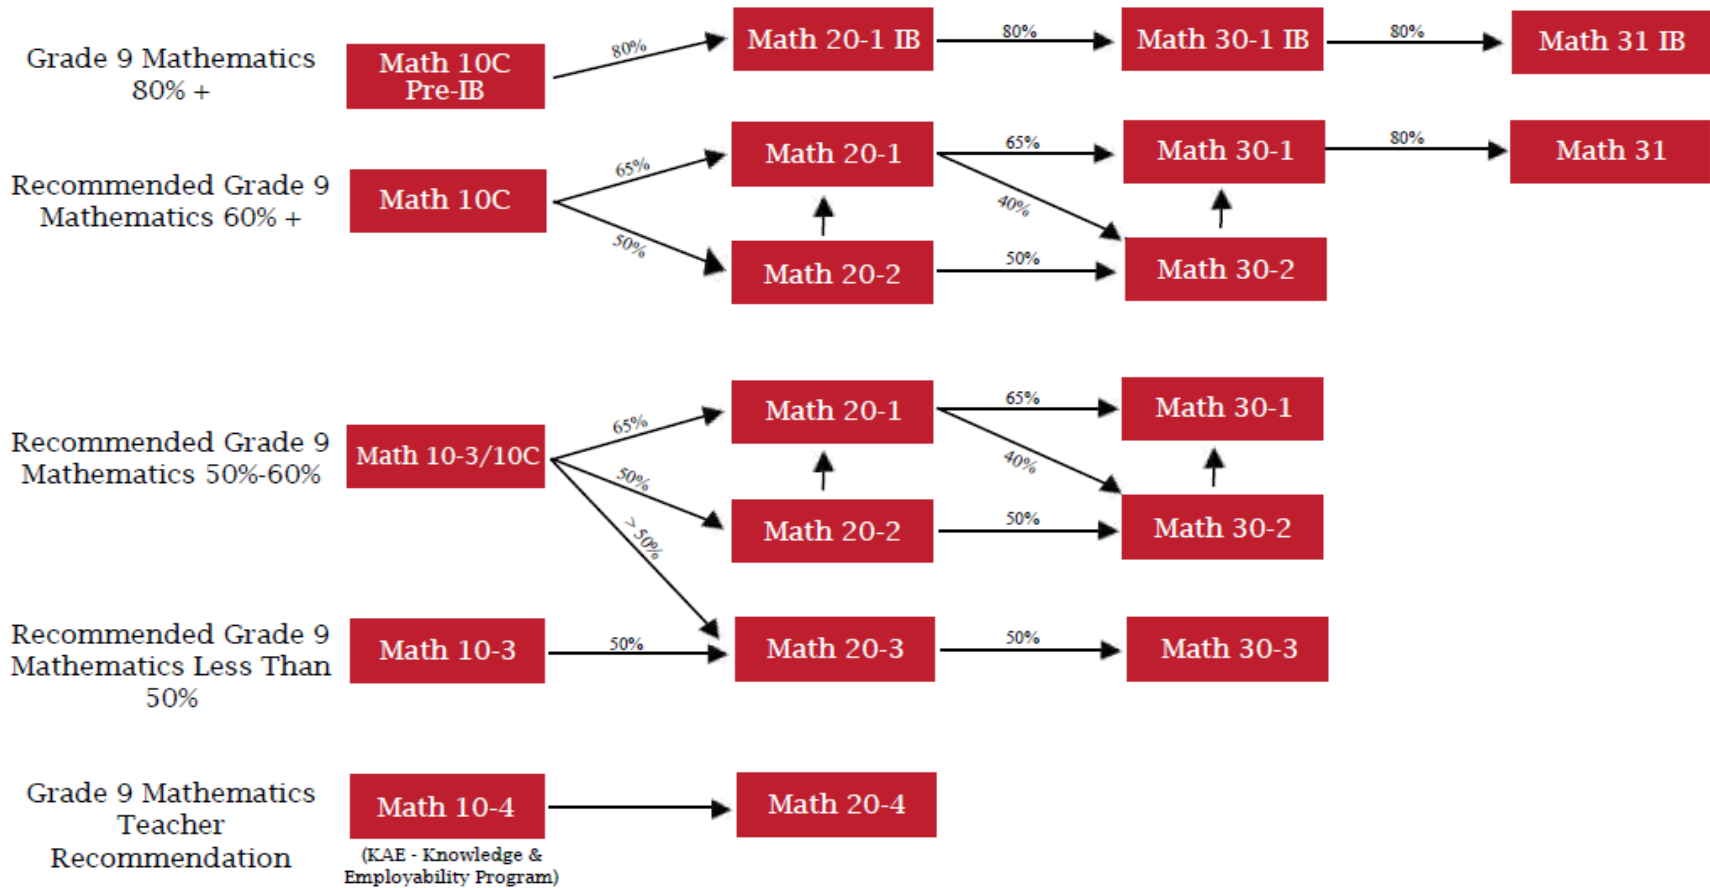 Grade 9 Mathematics
80% +
Math 10C
Pre-IB
80%
Math 20-1 IB
80%
Math 30-1 IB
80%
Math 31 IB
Recommended Grade 9
Mathematics 60% +
Math 10C
65%
50%
Math 20-1
Math 20-2
65%
40%
50%
Math 30-1
Math 30-2
80%
Math 31
Recommended Grade 9
Mathematics 50%-60%
Math 10-3/10C
65%
50%
> 50%
Math 20-1
Math 20-2
65%
40%
50%
Math 30-1
Math 30-2
Recommended Grade 9
Mathematics Less Than
50%
Math 10-3
50%
Math 20-3
50%
Math 30-3
Grade 9 Mathematics
Teacher
Recommendation
Math 10-4
(KAE - Knowledge &
Employability Program)
Math 20-4